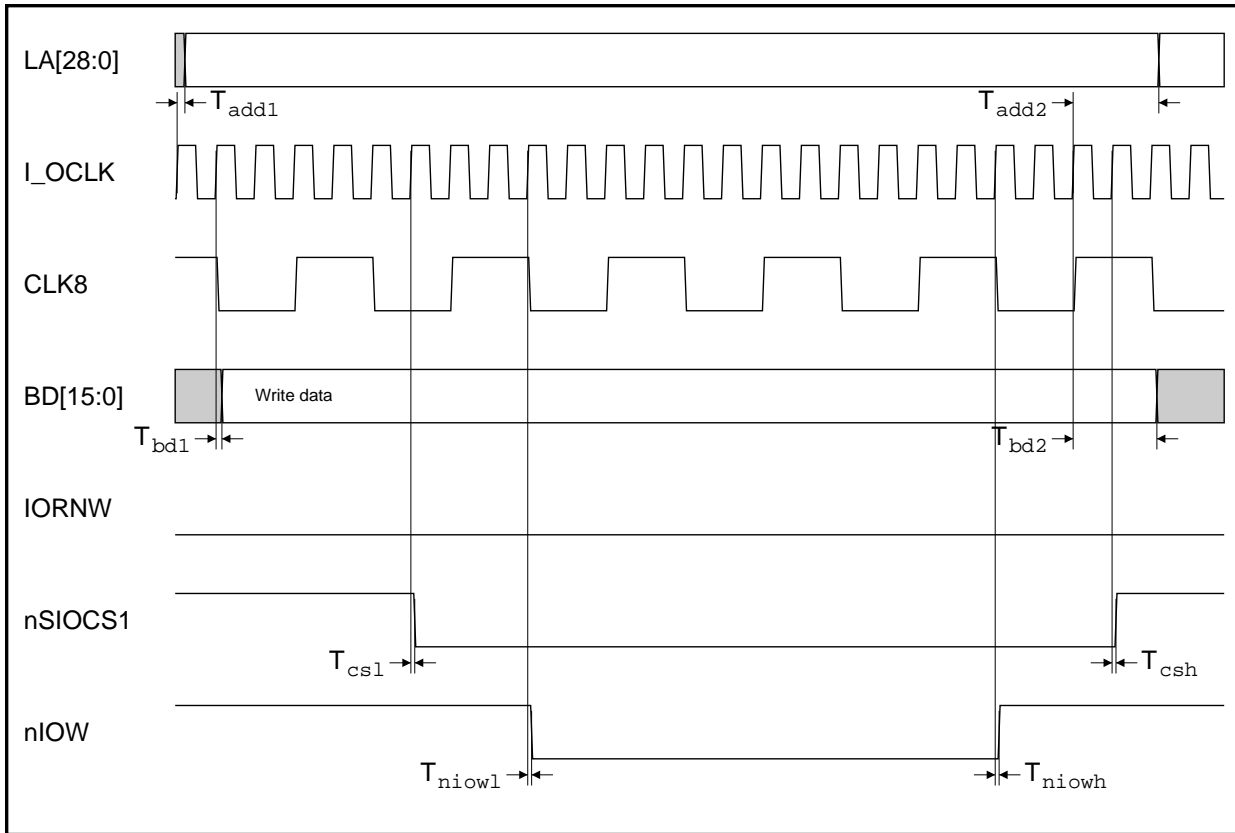 LA[28:0]
Tadd1 Tadd2
I_OCLK
CLK8
BD[15:0] Write data
Tbd1 Tbd2
IORNW
nSIOCS1
Tcsl Tcsh
nIOW
Tniowl Tniowh